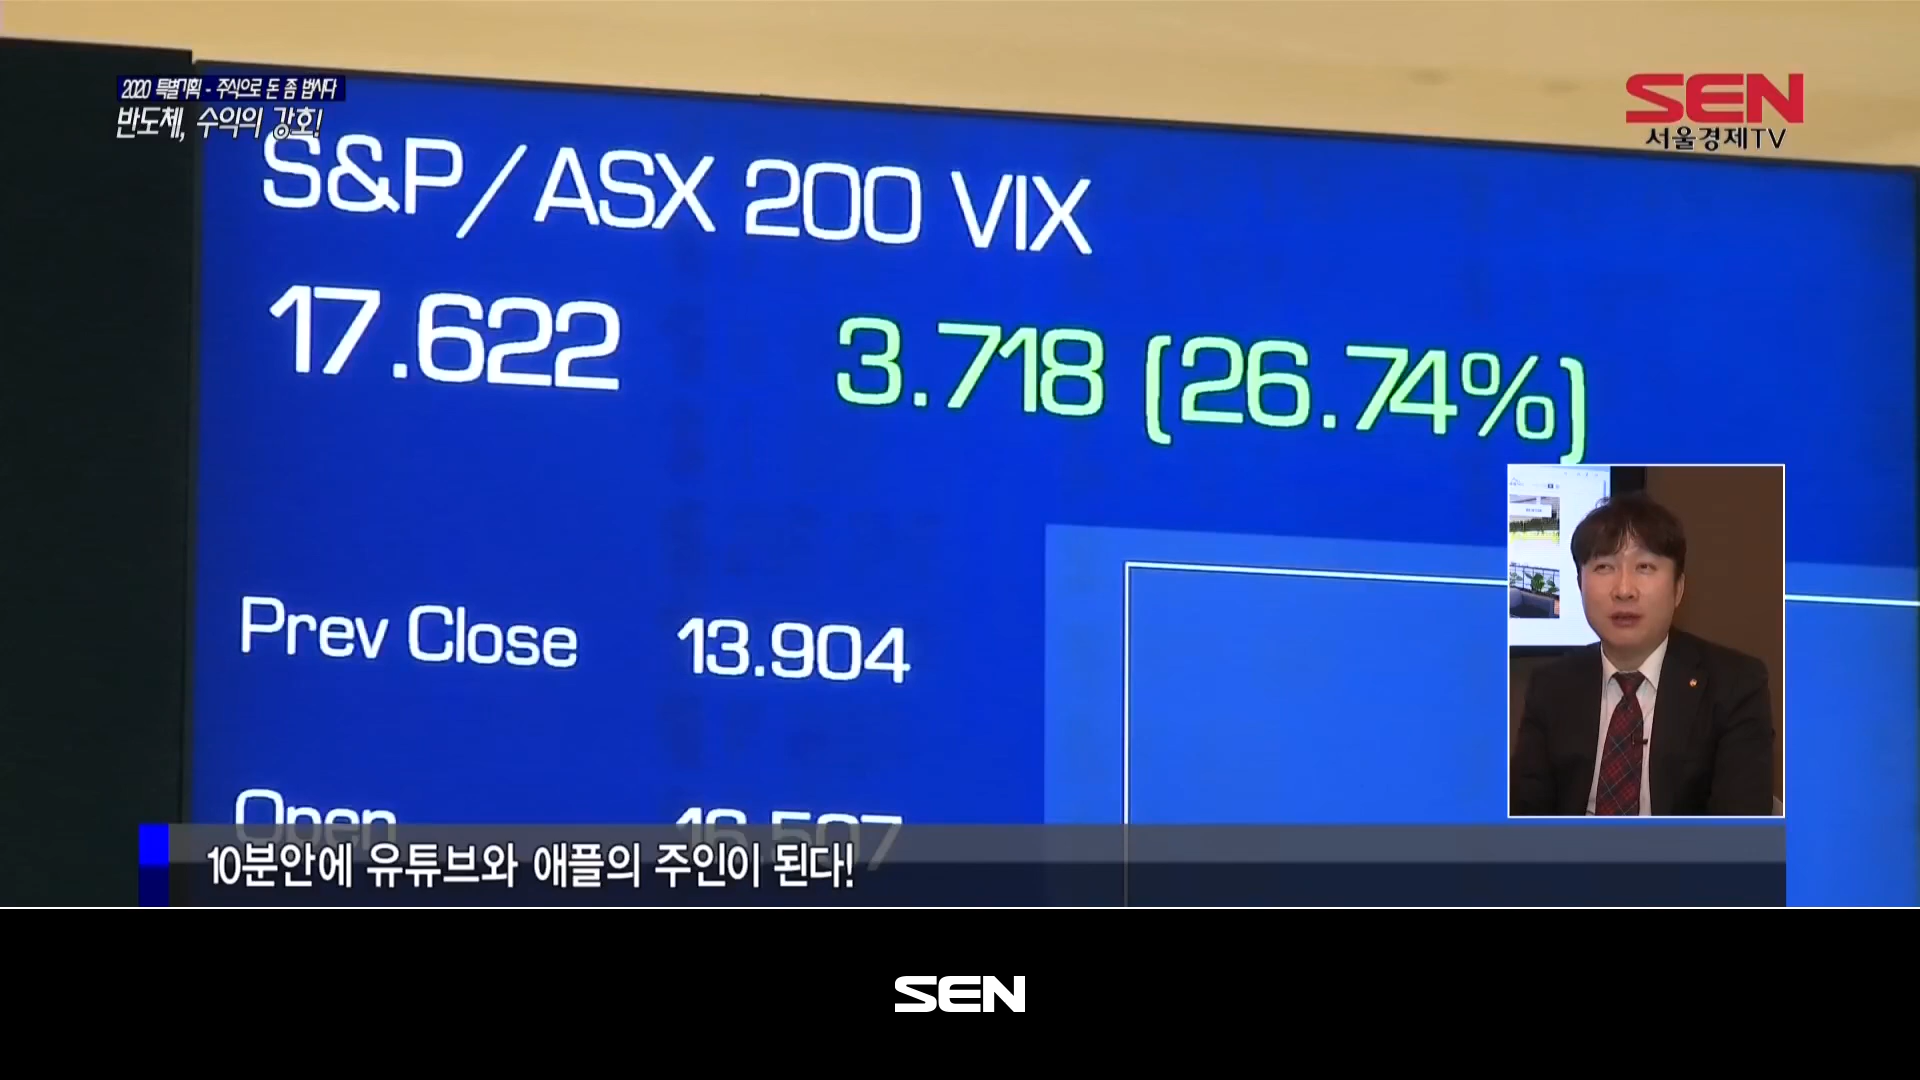 2020 특별기획 - 주식으로 돈 좀 법시다
반도체, 수익의 강호!
SEN
서울경제TV
S&P/ASX 200 VIX
17.622 3.718 (26.74%)
Prev Close 13.904
Open 16.507
10분안에 유튜브와 애플의 주인이 된다!
SEN